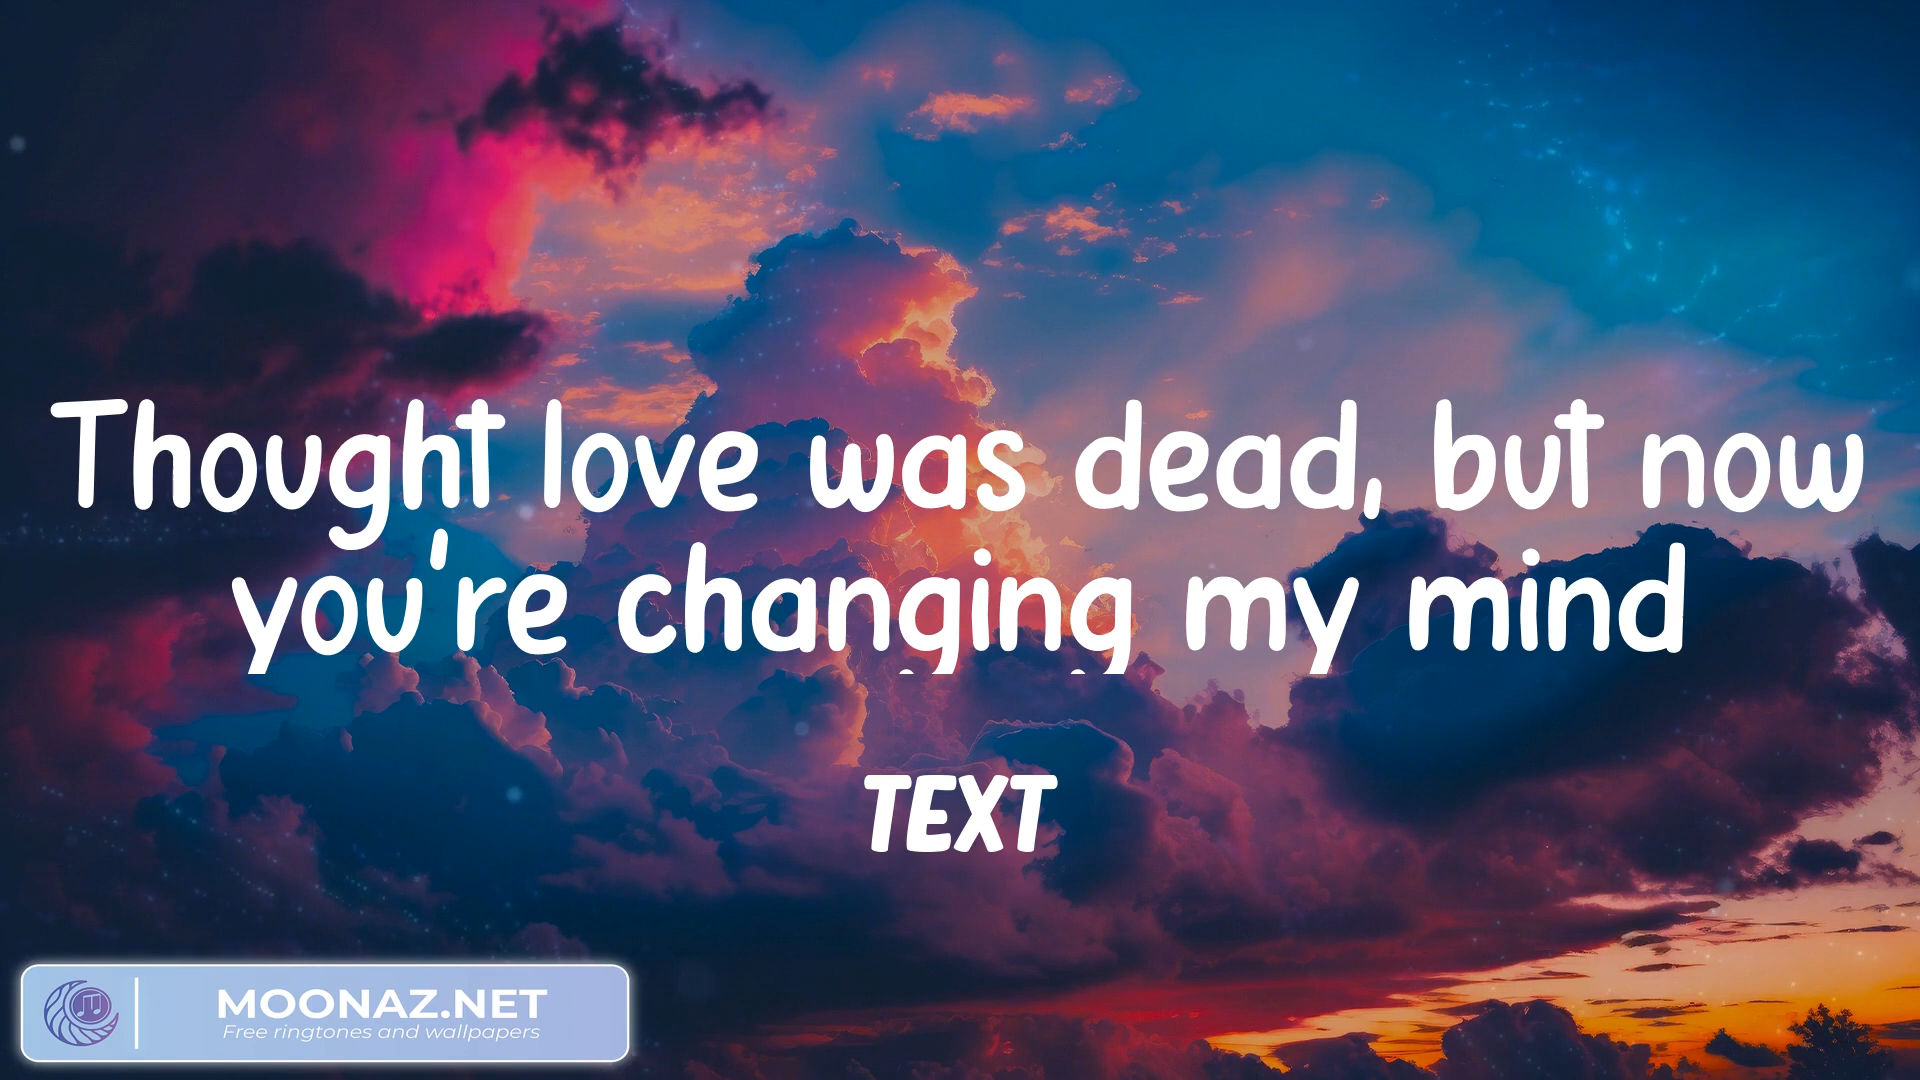 Thought love was dead, but now
you're changing my mind
TEXT
MOONAZ.NET
Free ringtones and wallpapers